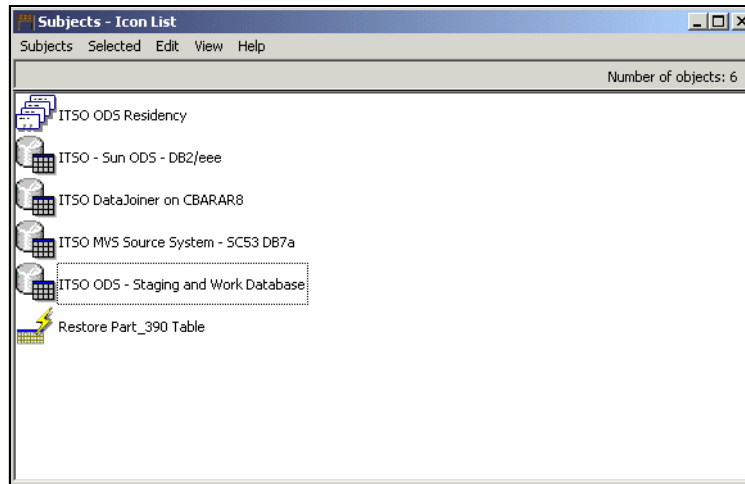 Subjects - Icon List
Subjects Selected Edit View Help
Number of objects: 6
ITSO ODS Residency
ITSO - Sun ODS - DB2/eee
ITSO DataJoiner on CBARAR8
ITSO MVS Source System - SC53 DB7a
ITSO ODS - Staging and Work Database
Restore Part_390 Table